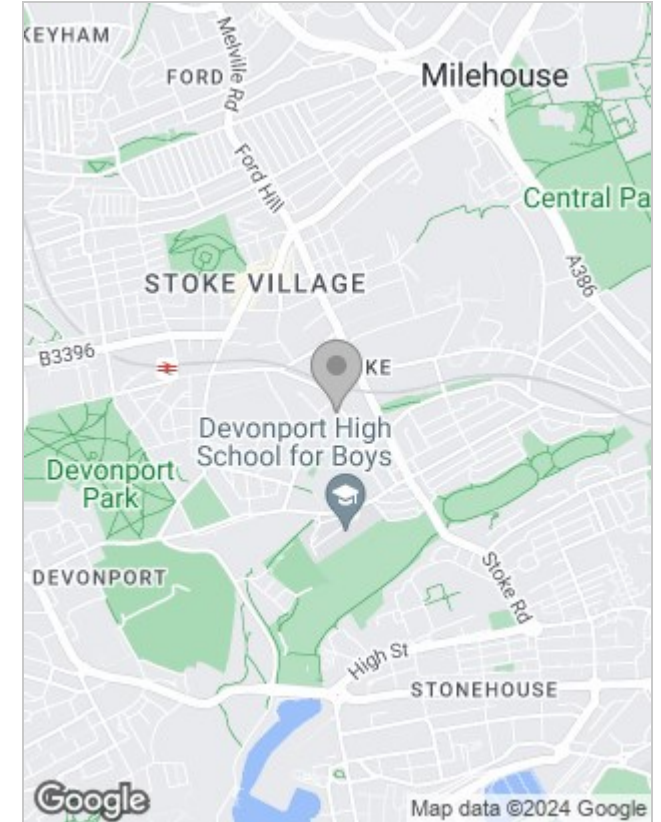 KEYHAM
Melville Rd
FORD
Milehouse
Ford Hill
Central Pa
STOKE VILLAGE
A386
B3396
KE
Devonport High
School for Boys
Devonport
Park
DEVONPORT
Stoke Rd
High St
STONEHOUSE
Google
Map data ©2024 Google